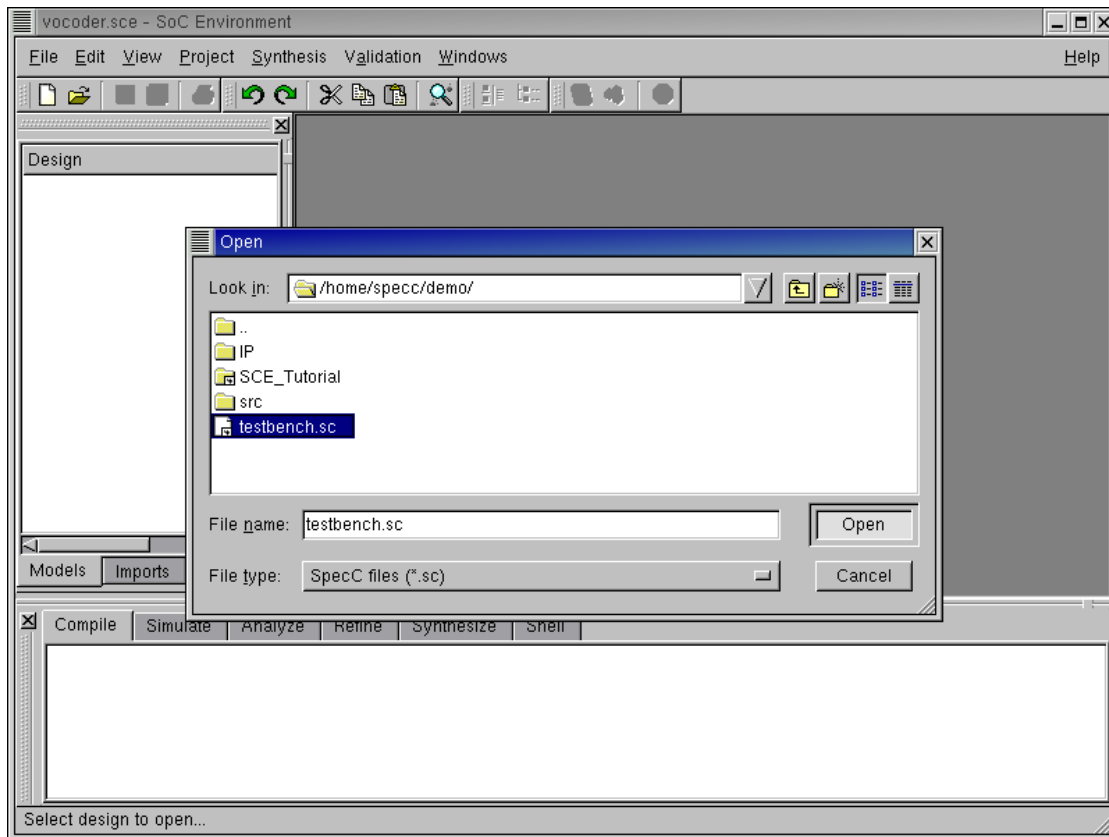 vocoder.sce - SoC Environment
File Edit View Project Synthesis Validation Windows Help
Design
Open
Look in: /home/specc/demo/
..
IP
SCE_Tutorial
src
testbench.sc
File name: testbench.sc Open
File type: SpecC files (*.sc) Cancel
Models Imports
Compile Simulate Analyze Refine Synthesize Shell
Select design to open...